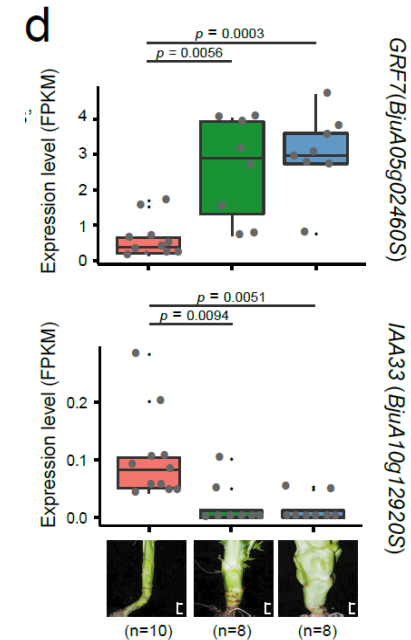 d
p = 0.0003
p = 0.0056
Expression level (FPKM)
4
3
2
1
0
GRF7(BjuA05g02460S)
p = 0.0051
p = 0.0094
Expression level (FPKM)
0.2
0.1
0.0
IAA33 (BjuA10g12920S)
(n=10) (n=8) (n=8)